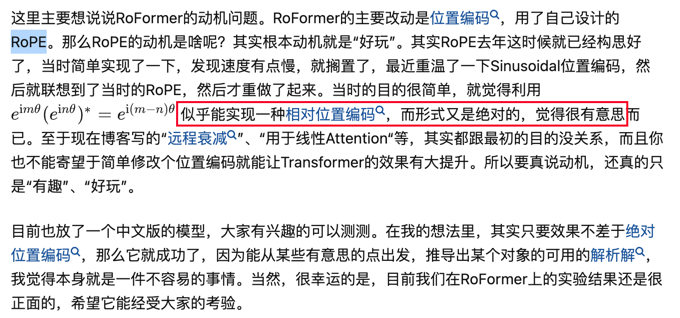 这里主要想说说RoFormer的动机问题。RoFormer的主要改动是位置编码，用了自己设计的
RoPE。那么RoPE的动机是啥呢？其实根本动机就是“好玩”。其实RoPE去年这时候就已经构思好
了，当时简单实现了一下，发现速度有点慢，就搁置了，最近重温了一下Sinusoidal位置编码，然
后就联想到了当时的RoPE，然后才重做了起来。当时的目的很简单，就觉得利用
e^{imθ}(e^{inθ})^* = e^{i(m−n)θ} 似乎能实现一种相对位置编码，而形式又是绝对的，觉得很有意思而
已。至于现在博客写的“远程衰减”、“用于线性Attention“等，其实都跟最初的目的没关系，而且你
也不能寄望于简单修改个位置编码就能让Transformer的效果有大提升。所以要真说动机，还真的只
是“有趣”、“好玩”。
目前也放了一个中文版的模型，大家有兴趣的可以测测。在我的想法里，其实只要效果不差于绝对
位置编码，那么它就成功了，因为能从某些有意思的点出发，推导出某个对象的可用的解析解，
我觉得本身就是一件不容易的事情。当然，很幸运的是，目前我们在RoFormer上的实验结果还是很
正面的，希望它能经受大家的考验。